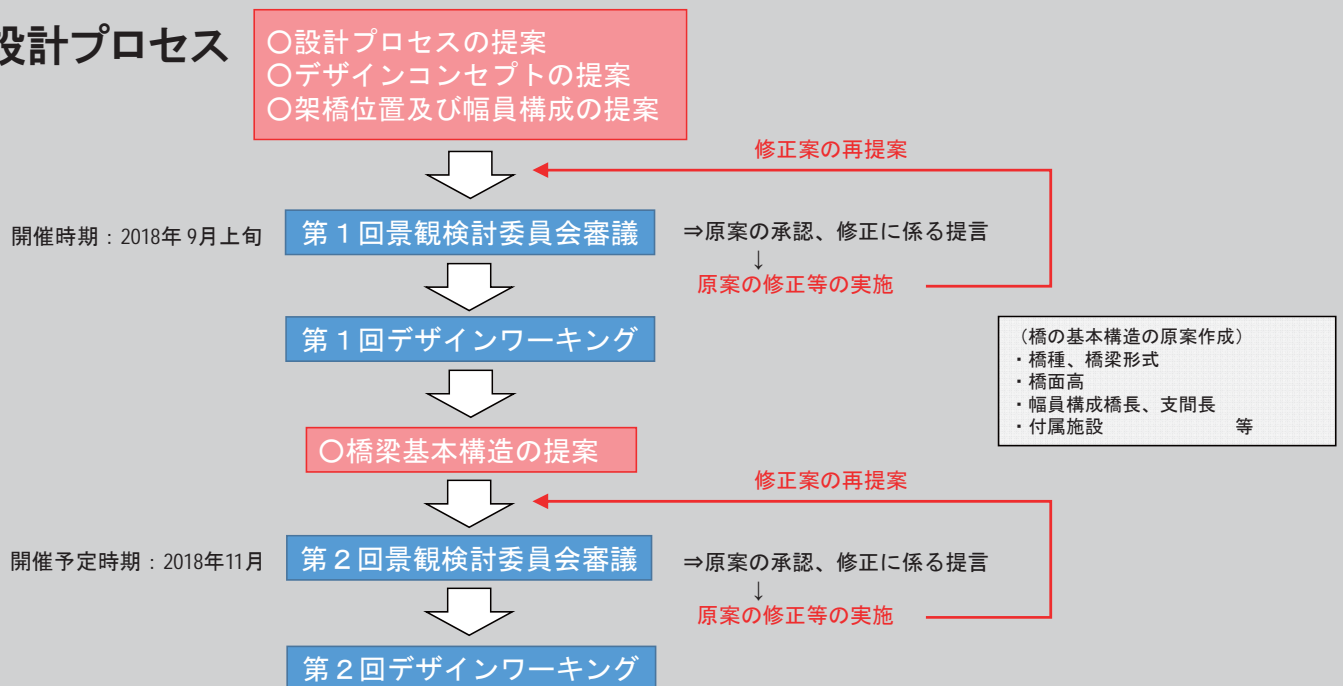 設計プロセス
〇設計プロセスの提案
〇デザインコンセプトの提案
〇架橋位置及び幅員構成の提案
修正案の再提案
開催時期：2018年 9月上旬
第１回景観検討委員会審議
⇒原案の承認、修正に係る提言
↓
原案の修正等の実施
第１回デザインワーキング
（橋の基本構造の原案作成）
・橋種、橋梁形式
・橋面高
・幅員構成橋長、支間長
・付属施設 等
〇橋梁基本構造の提案
修正案の再提案
開催予定時期：2018年11月
第２回景観検討委員会審議
⇒原案の承認、修正に係る提言
↓
原案の修正等の実施
第２回デザインワーキング